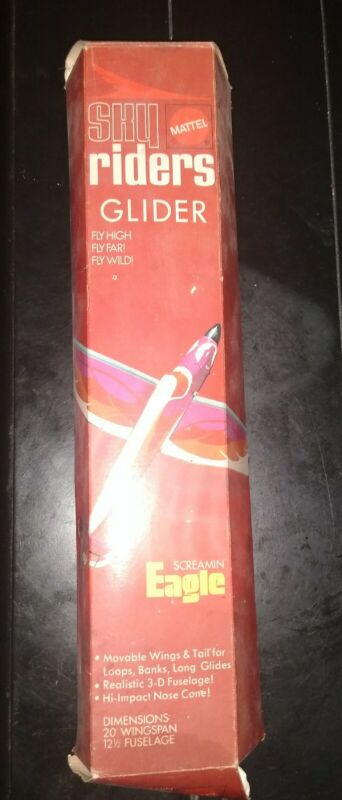 sky
MATTEL
riders
GLIDER
FLY HIGH
FLY FAR!
FLY WILD!
SCREAMIN'
Eagle
• Movable Wings & Tail for
Loops, Banks, Long Glides
• Realistic 3-D Fuselage!
• Hi-Impact Nose Cone!
DIMENSIONS
20" WINGSPAN
12½ FUSELAGE